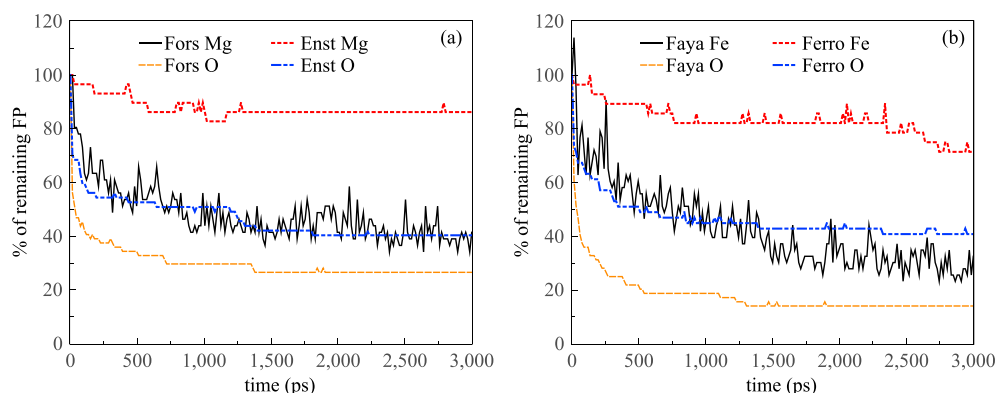 120
100
80
60
40
20
0
% of remaining FP
Fors Mg
Enst Mg
Fors O
Enst O
(a)
0
500
1,000
1,500
2,000
2,500
3,000
time (ps)
120
100
80
60
40
20
0
% of remaining FP
Faya Fe
Ferro Fe
Faya O
Ferro O
(b)
0
500
1,000
1,500
2,000
2,500
3,000
time (ps)